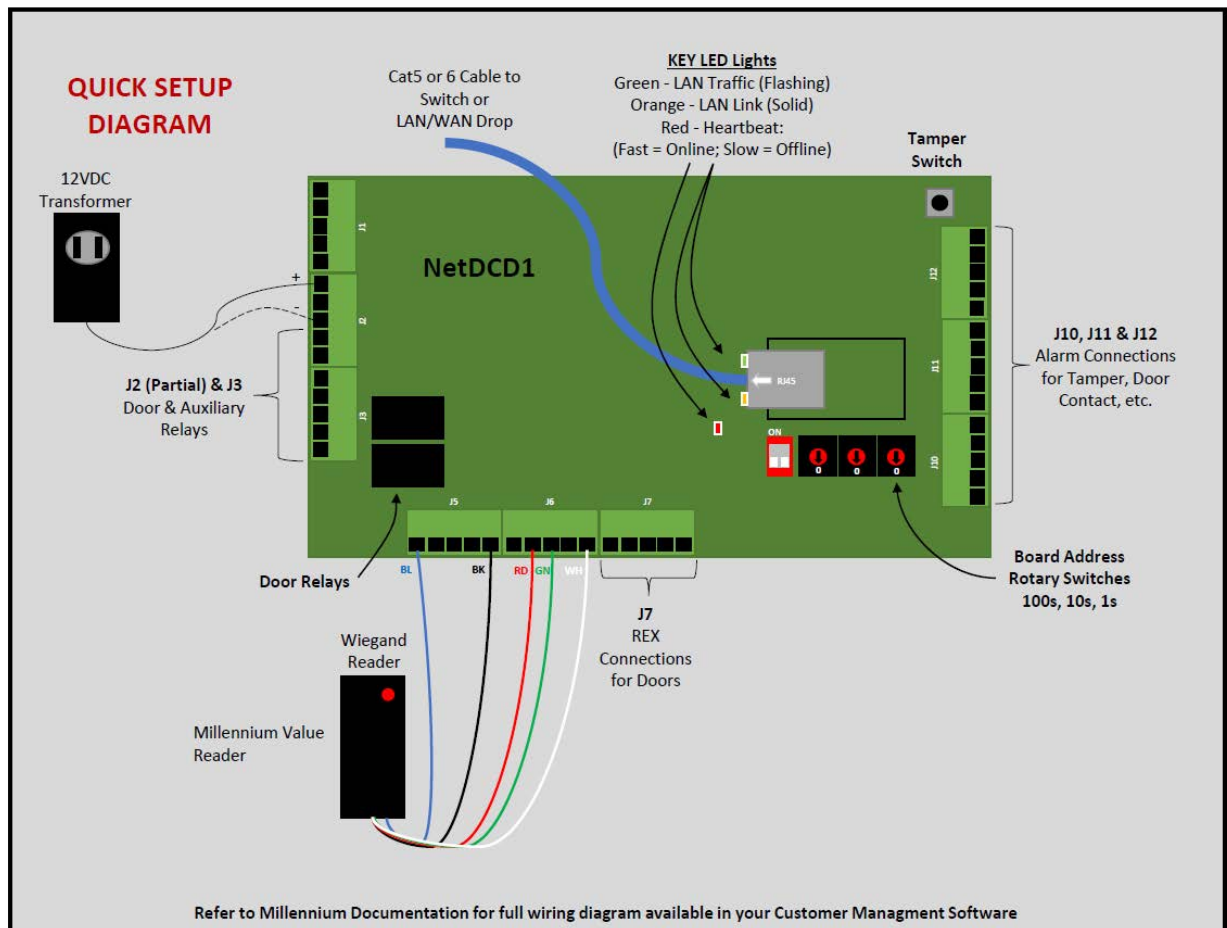 QUICK SETUP
DIAGRAM
Cat5 or 6 Cable to
Switch or
LAN/WAN Drop
KEY LED Lights
Green - LAN Traffic (Flashing)
Orange - LAN Link (Solid)
Red - Heartbeat:
(Fast = Online; Slow = Offline)
Tamper
Switch
12VDC
Transformer
+
-
J1
J2
J3
NetDCD1
J12
J11
J10
RJ45
ON
0
0
0
J2 (Partial) & J3
Door & Auxiliary
Relays
J10, J11 & J12
Alarm Connections
for Tamper, Door
Contact, etc.
J5
J6
J7
BL
BK
RD
GN
WH
Door Relays
Board Address
Rotary Switches
100s, 10s, 1s
J7
REX
Connections
for Doors
Wiegand
Reader
Millennium Value
Reader
Refer to Millennium Documentation for full wiring diagram available in your Customer Managment Software